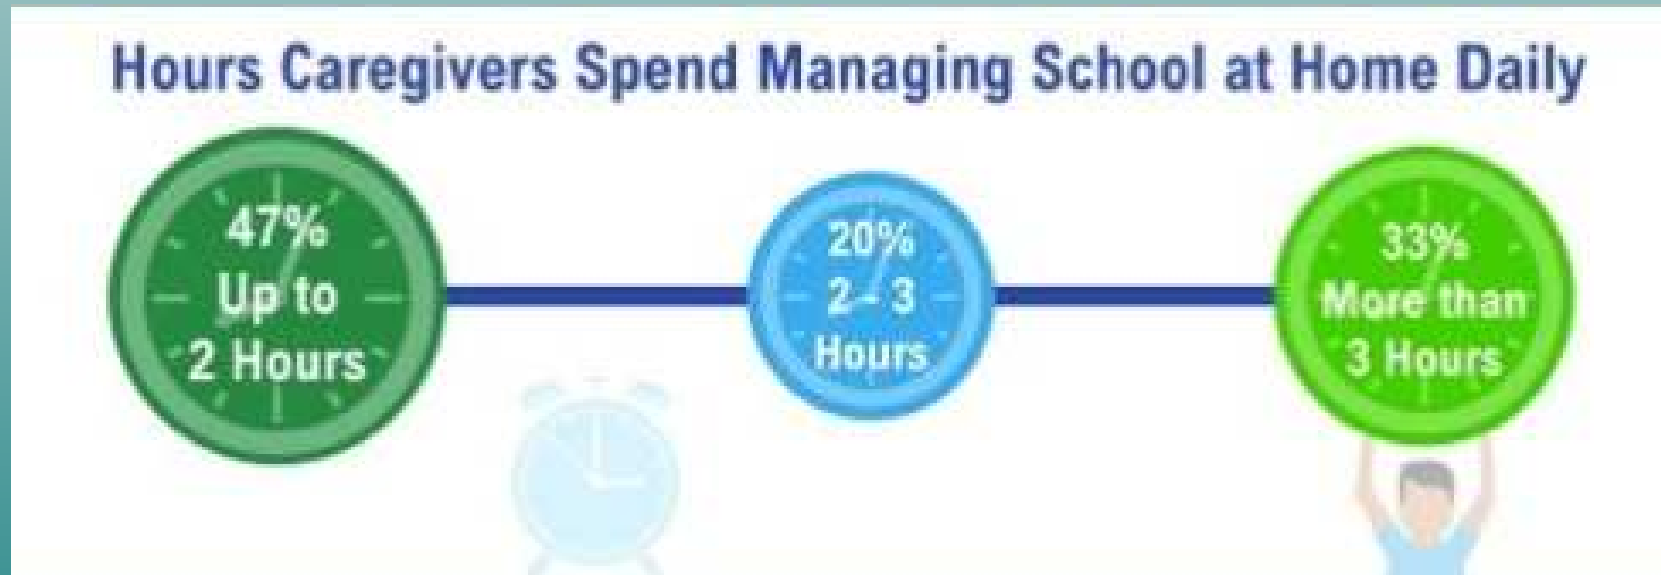 Hours Caregivers Spend Managing School at Home Daily
47%
Up to
2 Hours
20%
2 - 3
Hours
33%
More than
3 Hours